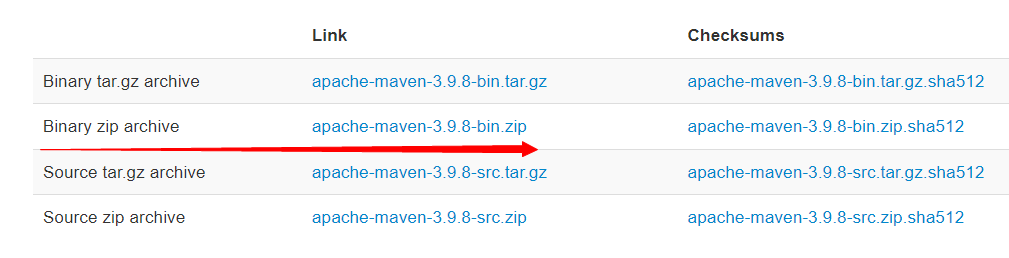 Link Checksums
Binary tar.gz archive apache-maven-3.9.8-bin.tar.gz apache-maven-3.9.8-bin.tar.gz.sha512
Binary zip archive apache-maven-3.9.8-bin.zip apache-maven-3.9.8-bin.zip.sha512
Source tar.gz archive apache-maven-3.9.8-src.tar.gz apache-maven-3.9.8-src.tar.gz.sha512
Source zip archive apache-maven-3.9.8-src.zip apache-maven-3.9.8-src.zip.sha512